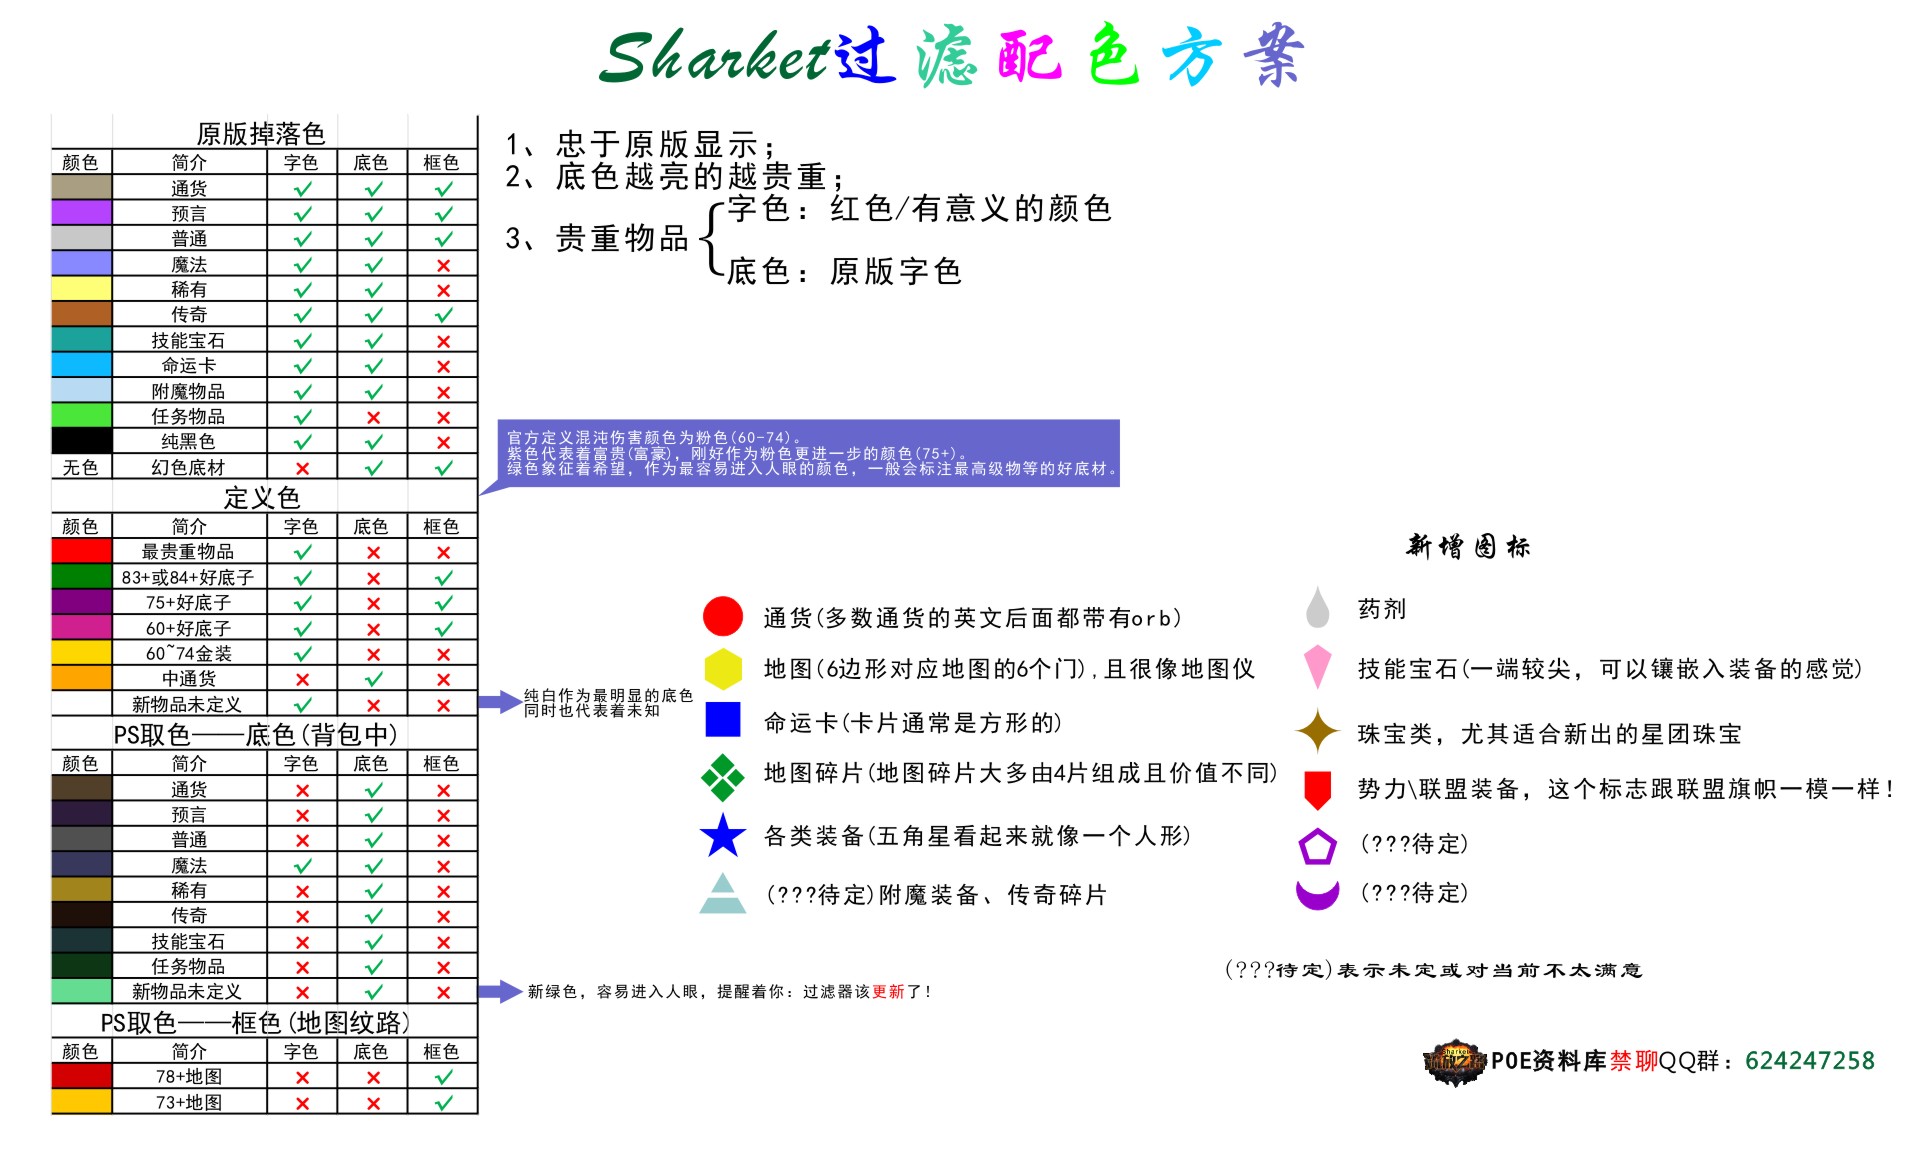 Sharket过滤配色方案
原版掉落色
颜色 简介 字色 底色 框色
通货 √ √ √
预言 √ √ √
普通 √ √ √
魔法 √ √ ×
稀有 √ √ ×
传奇 √ √ √
技能宝石 √ √ ×
命运卡 √ √ ×
附魔物品 √ √ ×
任务物品 √ × ×
纯黑色 √ √ ×
无色 幻色底材 × √ √
定义色
颜色 简介 字色 底色 框色
最贵重物品 √ × ×
83+或84+好底子 √ × √
75+好底子 √ × √
60+好底子 √ × √
60~74金装 √ × ×
中通货 × √ ×
新物品未定义 √ × ×
PS取色——底色(背包中)
颜色 简介 字色 底色 框色
通货 × √ ×
预言 × √ ×
普通 × √ ×
魔法 √ √ ×
稀有 × √ ×
传奇 × √ ×
技能宝石 × √ ×
任务物品 × √ ×
新物品未定义 × √ ×
PS取色——框色(地图纹路)
颜色 简介 字色 底色 框色
78+地图 × × √
73+地图 × × √
1、忠于原版显示；
2、底色越亮的越贵重；
3、贵重物品
字色：红色/有意义的颜色
底色：原版字色
官方定义混沌伤害颜色为粉色(60-74)。
紫色代表着富贵(富豪)，刚好作为粉色更进一步的颜色(75+)。
绿色象征着希望，作为最容易进入人眼的颜色，一般会标注最高级物等的好底材。
纯白作为最明显的底色
同时也代表着未知
新绿色，容易进入人眼，提醒着你：过滤器该更新了！
通货(多数通货的英文后面都带有orb)
地图(6边形对应地图的6个门),且很像地图仪
命运卡(卡片通常是方形的)
地图碎片(地图碎片大多由4片组成且价值不同)
各类装备(五角星看起来就像一个人形)
(???待定)附魔装备、传奇碎片
新增图标
药剂
技能宝石(一端较尖，可以镶嵌入装备的感觉)
珠宝类，尤其适合新出的星团珠宝
势力\联盟装备，这个标志跟联盟旗帜一模一样！
(???待定)
(???待定)
(???待定)表示未定或对当前不太满意
Sharket
流放之路
POE资料库禁聊QQ群：624247258